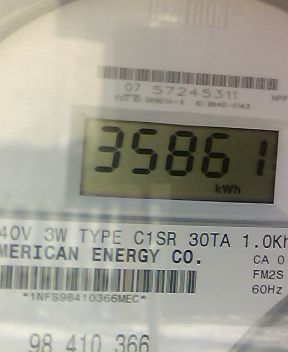 07 57245311
35861
kWh
40V 3W TYPE C1SR 30TA 1.0Kh
MERICAN ENERGY CO.
CA 0
FM2S
60Hz
*1NFS98410366MEC*
98 410 366